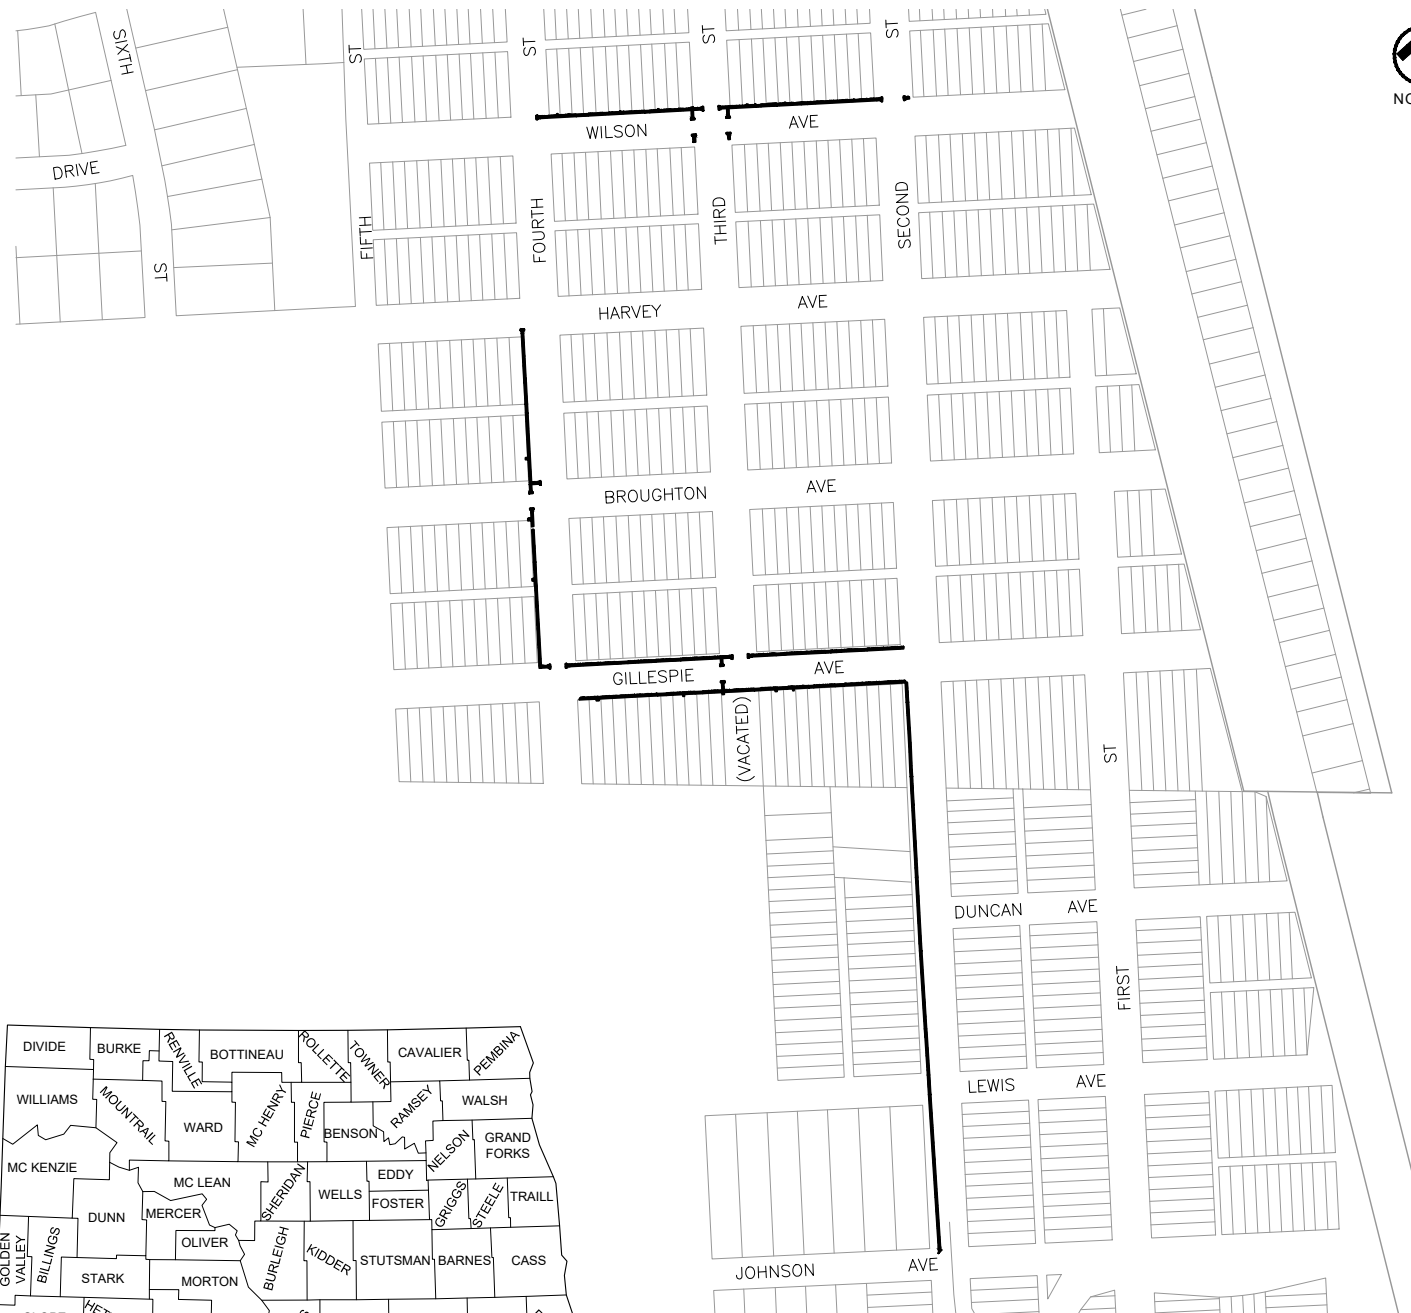 SIXTH
ST
ST
ST
ST
WILSON AVE
DRIVE
FIFTH
FOURTH
THIRD
SECOND
ST
HARVEY AVE
BROUGHTON AVE
GILLESPIE AVE
(VACATED)
ST
DUNCAN AVE
FIRST
LEWIS AVE
JOHNSON AVE
DIVIDE
BURKE
RENVILLE
BOTTINEAU
ROLLETTE
TOWNER
CAVALIER
PEMBINA
WILLIAMS
MOUNTRAIL
WARD
MC HENRY
PIERCE
BENSON
RAMSEY
WALSH
MC KENZIE
NELSON
GRAND
FORKS
MC LEAN
SHERIDAN
WELLS
EDDY
FOSTER
GRIGGS
STEELE
TRAILL
DUNN
MERCER
OLIVER
GOLDEN
VALLEY
BILLINGS
STARK
MORTON
BURLEIGH
KIDDER
STUTSMAN
BARNES
CASS